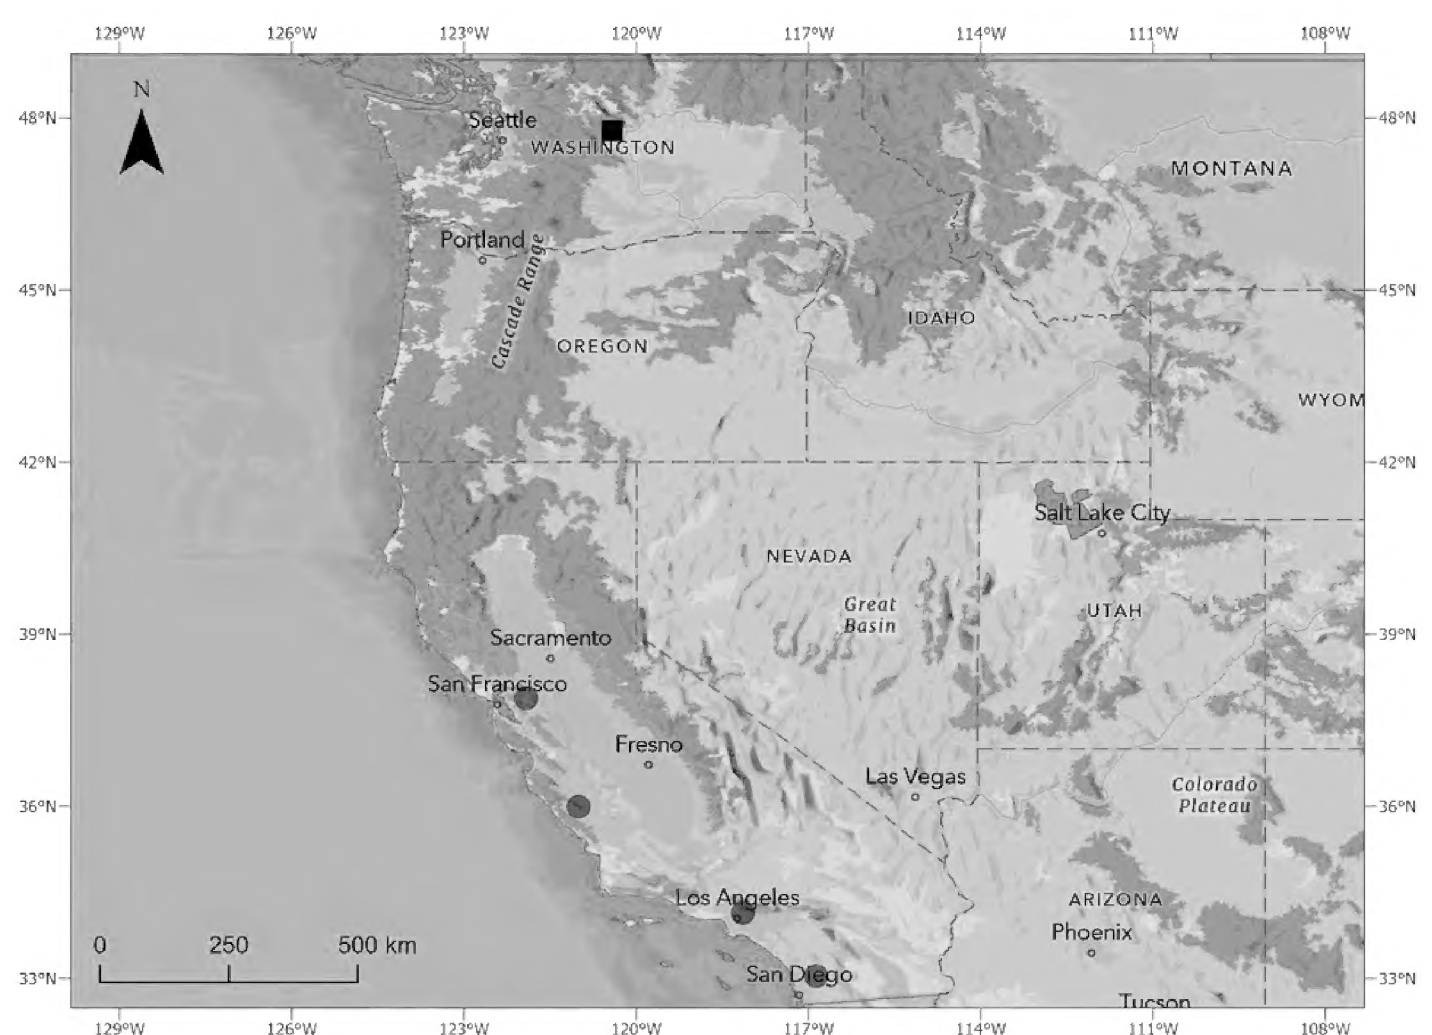 129°W 126°W 123°W 120°W 117°W 114°W 111°W 108°W
N
48°N Seattle 48°N
WASHINGTON
MONTANA
Portland
Cascade Range
45°N 45°N
IDAHO
OREGON
WYOM
42°N 42°N
Salt Lake City
NEVADA
Great
Basin
UTAH
39°N Sacramento 39°N
San Francisco
Fresno
Las Vegas
Colorado
Plateau
36°N 36°N
Los Angeles
ARIZONA
Phoenix
0 250 500 km
San Diego
33°N 33°N
Tucson
129°W 126°W 123°W 120°W 117°W 114°W 111°W 108°W